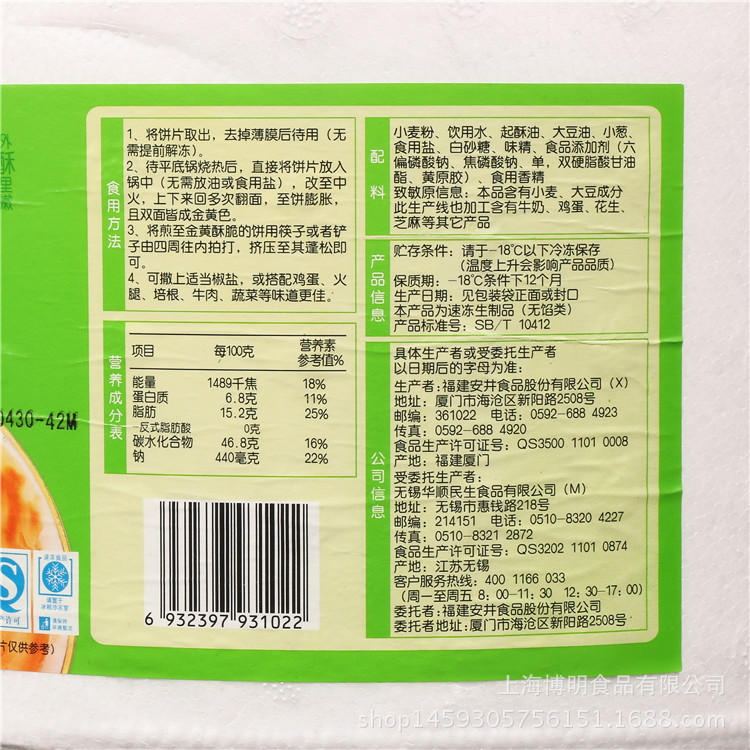 食用方法
1、将饼片取出，去掉薄膜后待用（无
需提前解冻）。
2、待平底锅烧热后，直接将饼片放入
锅中（无需放油或食用盐），改至中
火，上下来回多次翻面，至饼膨胀，
且双面皆成金黄色。
3、将煎至金黄酥脆的饼用筷子或者铲
子由四周往内拍打，挤压至其蓬松即
可。
4、可撒上适当椒盐，或搭配鸡蛋、火
腿、培根、牛肉、蔬菜等味道更佳。
营养成分表
项目 每100克 营养素
参考值%
能量 1489千焦 18%
蛋白质 6.8克 11%
脂肪 15.2克 25%
-反式脂肪酸 0克
碳水化合物 46.8克 16%
钠 440毫克 22%
6 932397 931022
配料
小麦粉、饮用水、起酥油、大豆油、小葱、
食用盐、白砂糖、味精、食品添加剂（六
偏磷酸钠、焦磷酸钠、单，双硬脂酸甘油
酯、黄原胶）、食用香精
致敏原信息：本品含有小麦、大豆成分
此生产线也加工含有牛奶、鸡蛋、花生、
芝麻等其它产品
产品信息
贮存条件：请于-18℃以下冷冻保存
（温度上升会影响产品品质）
保质期：-18℃条件下12个月
生产日期：见包装袋正面或封口
本产品为速冻生制品（无馅类）
产品标准号：SB/T 10412
公司信息
具体生产者或受委托生产者
以日期后的字母为准：
生产者：福建安井食品股份有限公司（X）
地址：厦门市海沧区新阳路2508号
邮编：361022 电话：0592-688 4923
传真：0592-688 4920
食品生产许可证号：QS3500 1101 0008
产地：福建厦门
受委托生产者：
无锡华顺民生食品有限公司（M）
地址：无锡市惠钱路218号
邮编：214151 电话：0510-8320 4227
传真：0510-8321 2872
食品生产许可证号：QS3202 1101 0874
产地：江苏无锡
客户服务热线：400 1166 033
（周一至周五 8：00-11：30 12：30-17：00）
委托者：福建安井食品股份有限公司
委托者地址：厦门市海沧区新阳路2508号
0430-42M
片仅供参考）
上海博明食品有限公司
shop1459305756151.1688.com